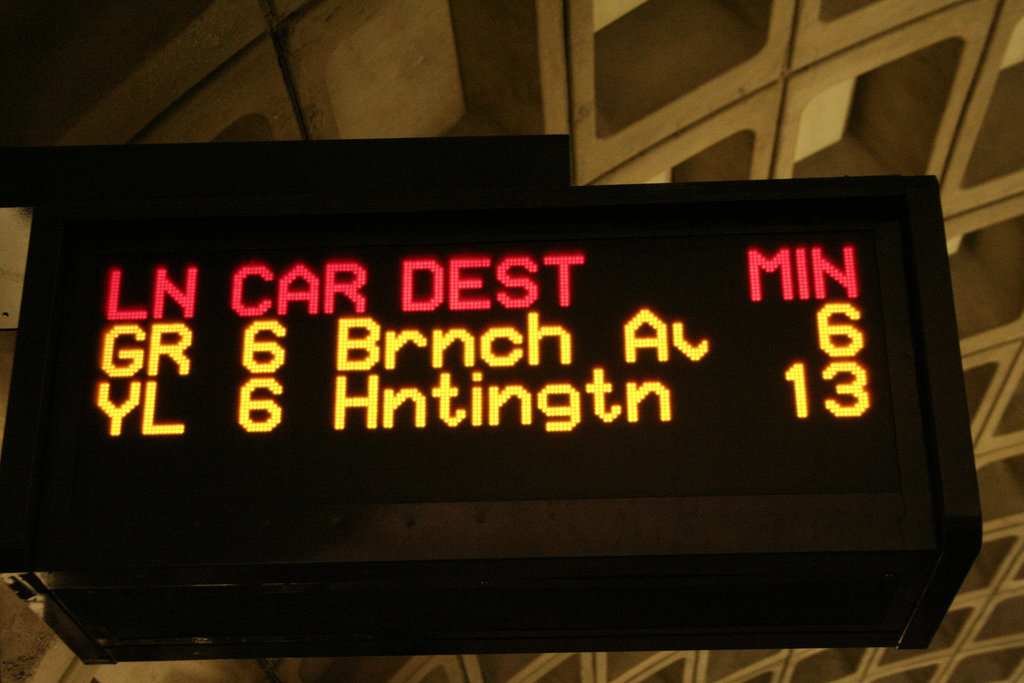 LN CAR DEST MIN
GR 6 Brnch Av 6
YL 6 Hntingtn 13